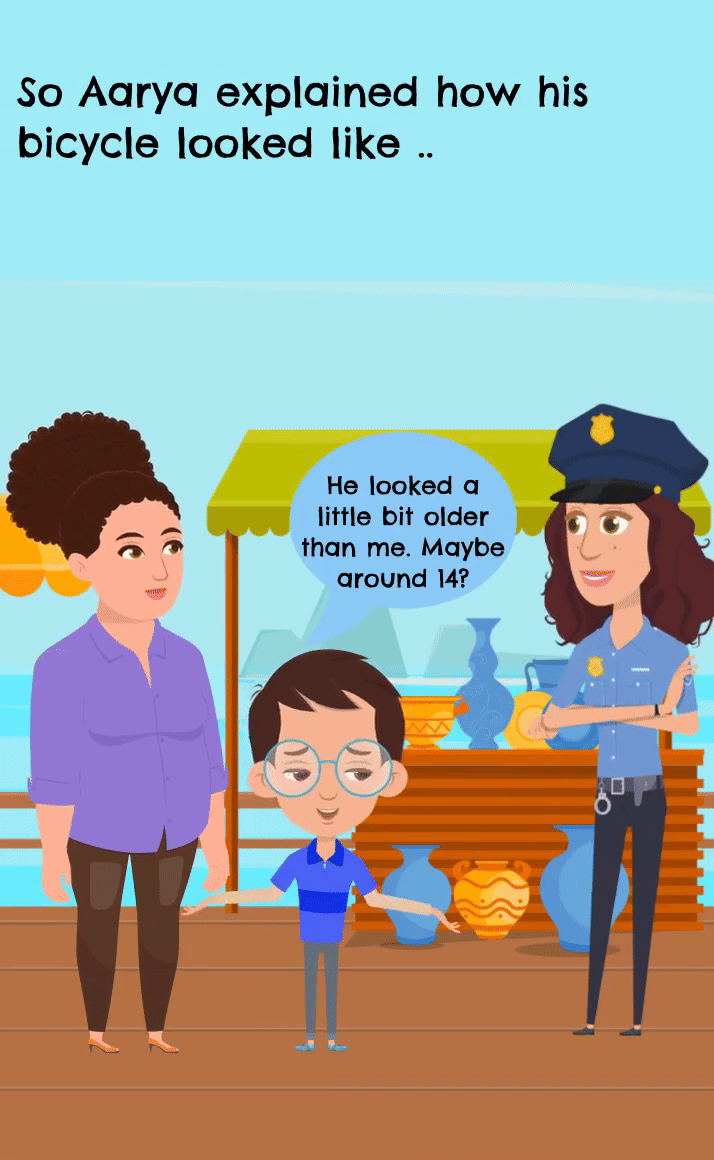 So Aarya explained how his
bicycle looked like ..
He looked a
little bit older
than me. Maybe
around 14?